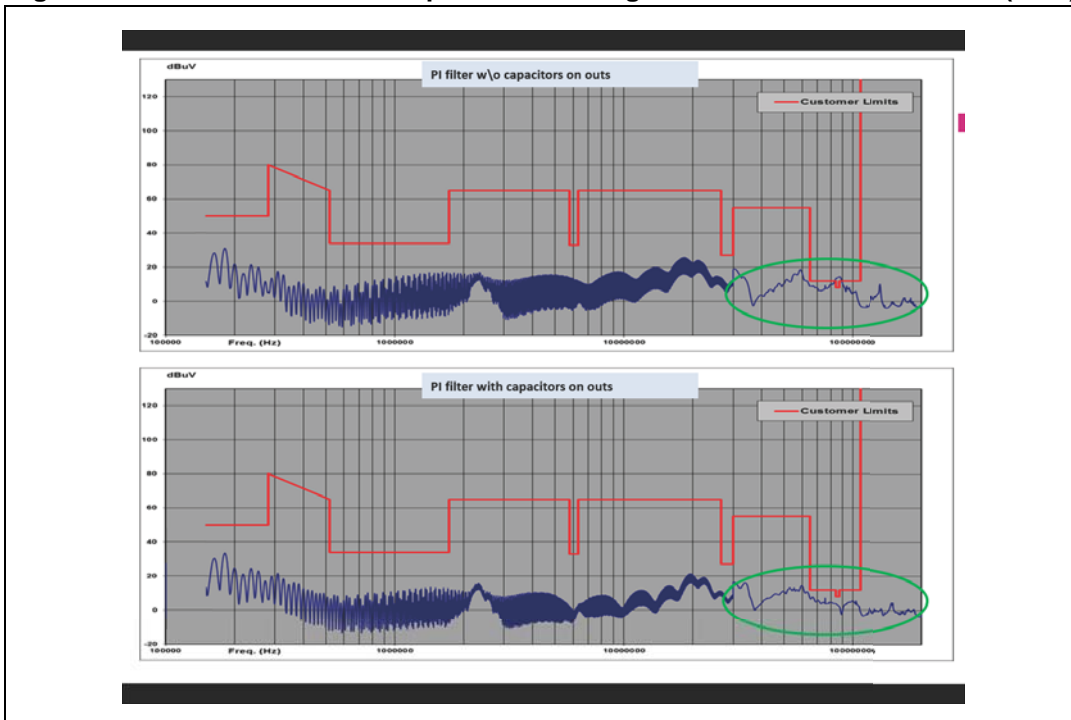 dBuV
PI filter w\o capacitors on outs
Customer Limits
120
100
80
60
40
20
0
-20
100000 Freq. (Hz) 1000000 10000000 100000000
dBuV
PI filter with capacitors on outs
Customer Limits
120
100
80
60
40
20
0
-20
100000 Freq. (Hz) 1000000 10000000 100000000